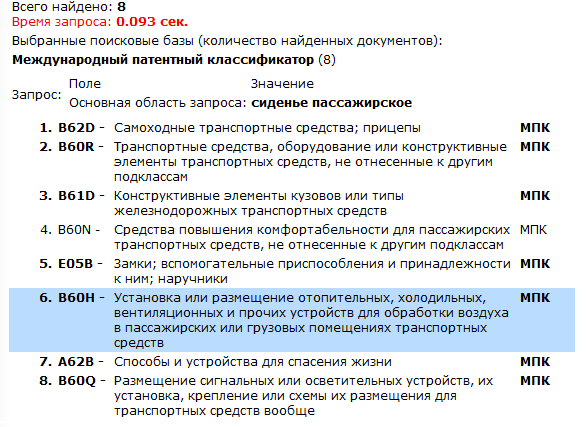 Всего найдено: 8
Время запроса: 0.093 сек.
Выбранные поисковые базы (количество найденных документов):
Международный патентный классификатор (8)
Поле Значение
Запрос:
Основная область запроса: сиденье пассажирское
1. B62D - Самоходные транспортные средства; прицепы МПК
2. B60R - Транспортные средства, оборудование или конструктивные МПК
элементы транспортных средств, не отнесенные к другим
подклассам
3. B61D - Конструктивные элементы кузовов или типы МПК
железнодорожных транспортных средств
4. B60N - Средства повышения комфортабельности для пассажирских МПК
транспортных средств, не отнесенные к другим подклассам
5. E05B - Замки; вспомогательные приспособления и принадлежности МПК
к ним; наручники
6. B60H - Установка или размещение отопительных, холодильных, МПК
вентиляционных и прочих устройств для обработки воздуха
в пассажирских или грузовых помещениях транспортных
средств
7. A62B - Способы и устройства для спасения жизни МПК
8. B60Q - Размещение сигнальных или осветительных устройств, их МПК
установка, крепление или схемы их размещения для
транспортных средств вообще